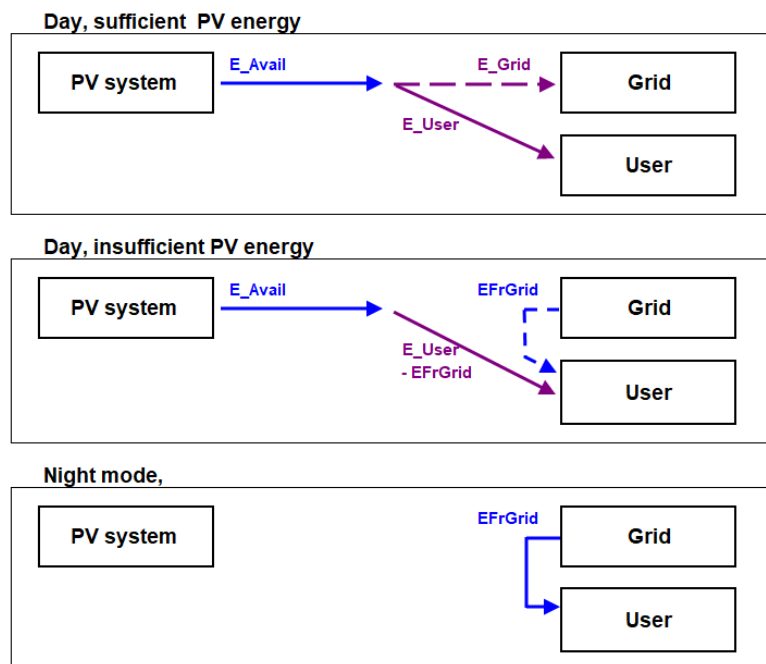 Day, sufficient  PV energy
PV system
E_Avail
E_Grid
Grid
E_User
User
Day, insufficient PV energy
PV system
E_Avail
EFrGrid
Grid
E_User
- EFrGrid
User
Night mode,
PV system
EFrGrid
Grid
User